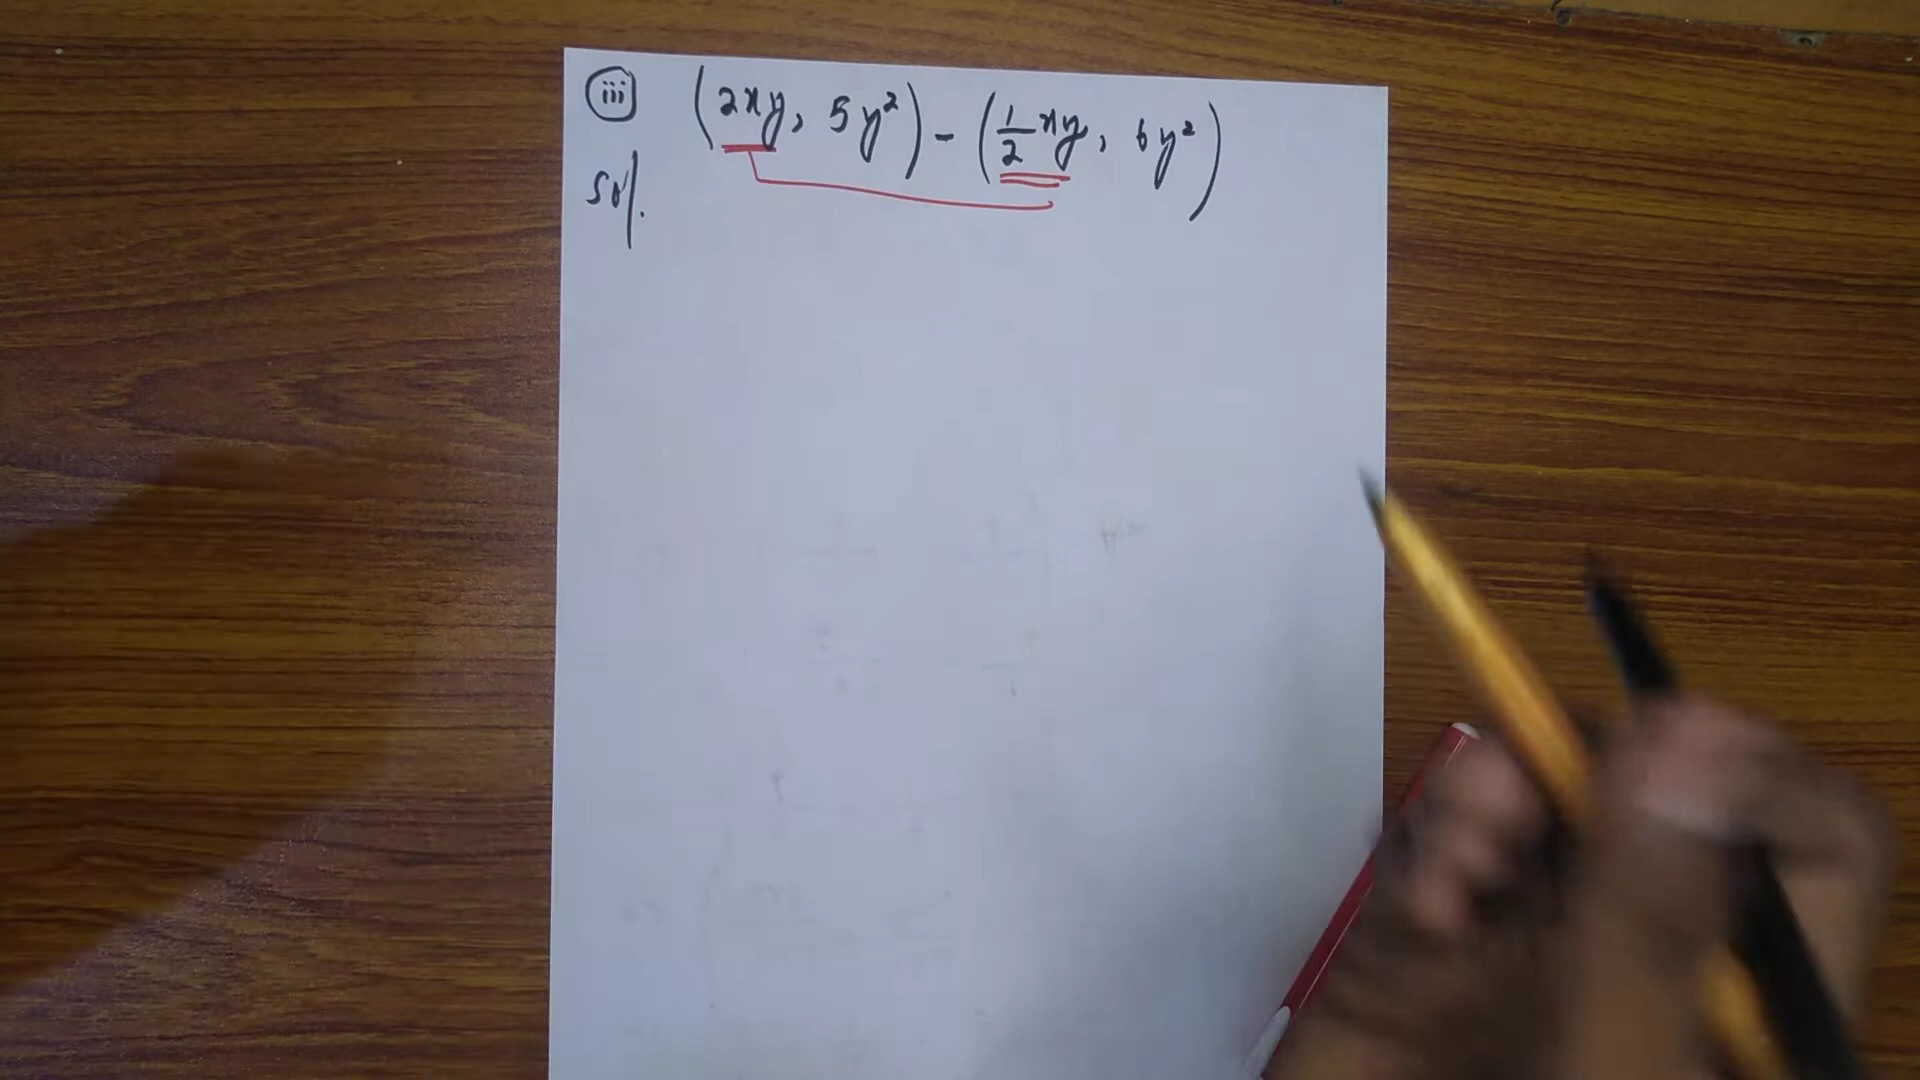 iii (2xy, 5y²) - (1/2 xy, 6y²)
Sol.